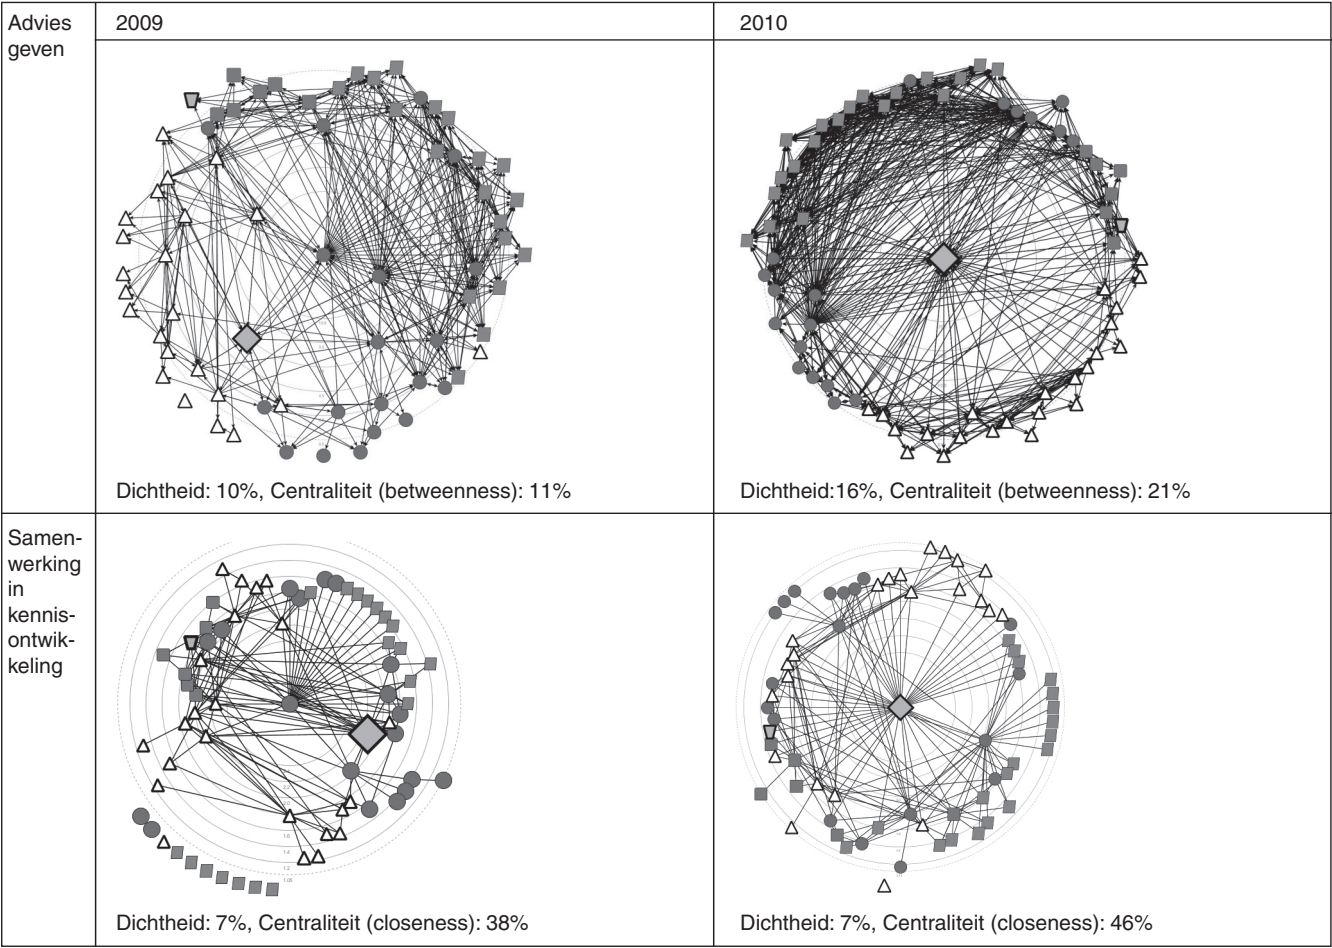 Advies
geven
2009
2010
Dichtheid: 10%, Centraliteit (betweenness): 11%
Dichtheid:16%, Centraliteit (betweenness): 21%
Samen-
werking
in
kennis-
ontwik-
keling
Dichtheid: 7%, Centraliteit (closeness): 38%
Dichtheid: 7%, Centraliteit (closeness): 46%